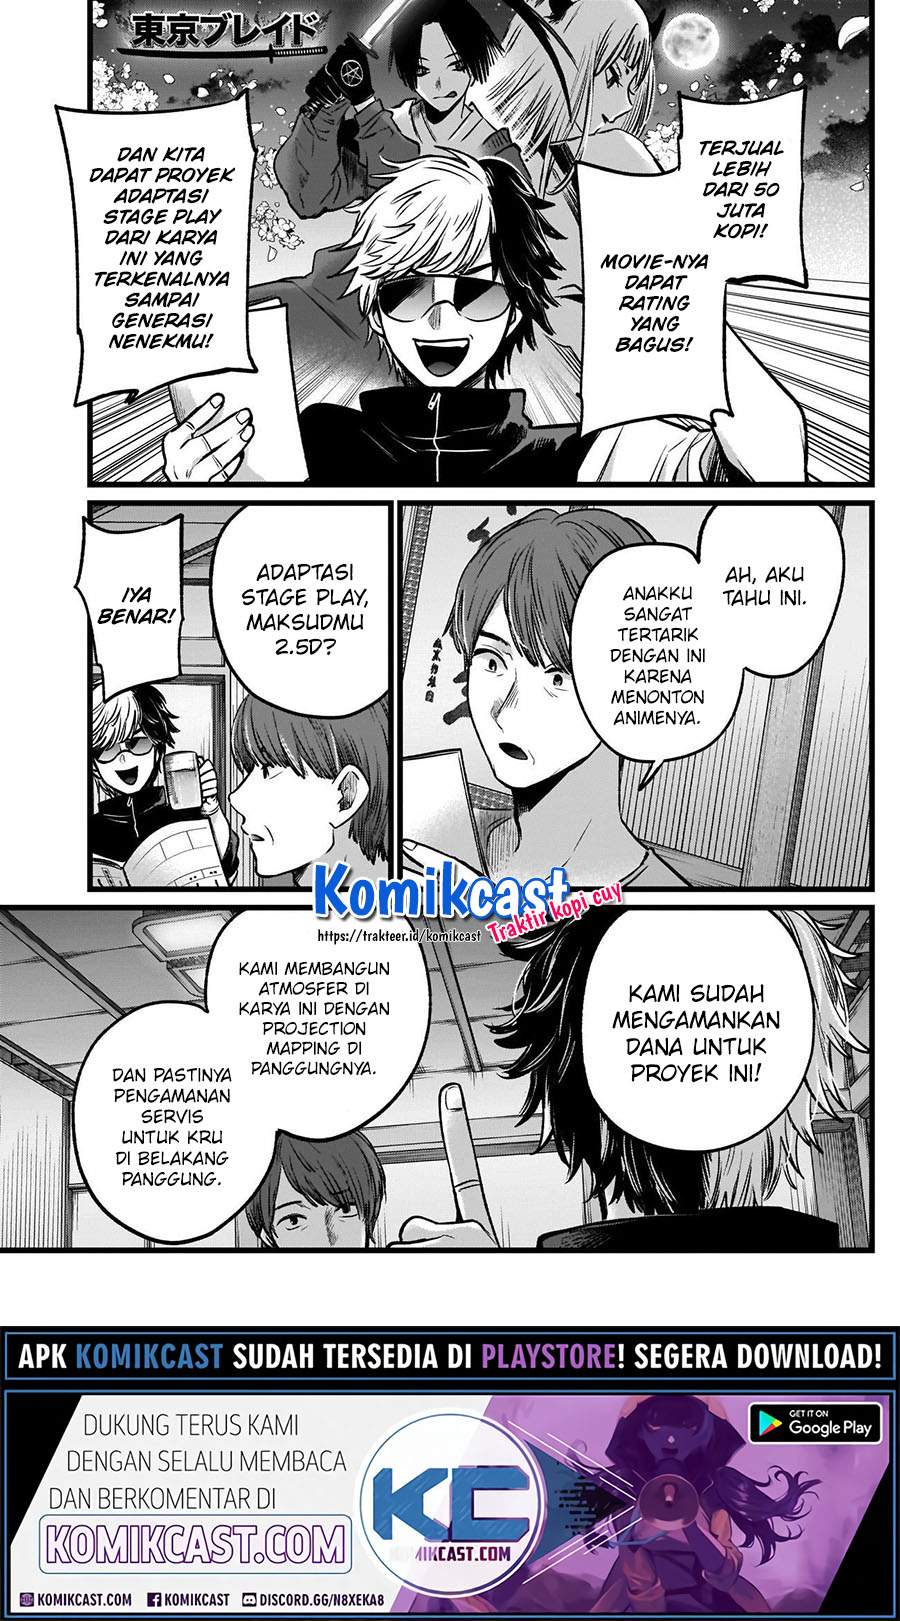 東京ブレイド
TERJUAL
LEBIH
DARI 50
JUTA
KOPI!
MOVIE-NYA
DAPAT
RATING
YANG
BAGUS!
DAN KITA
DAPAT PROYEK
ADAPTASI
STAGE PLAY
DARI KARYA
INI YANG
TERKENALNYA
SAMPAI
GENERASI
NENEKMU!
AH, AKU
TAHU INI.
ANAKKU
SANGAT
TERTARIK
DENGAN INI
KARENA
MENONTON
ANIMENYA.
ADAPTASI
STAGE PLAY,
MAKSUDMU
2.5D?
IYA
BENAR!
Komikcast
Traktir kopi cuy
https://trakteer.id/komikcast
KAMI SUDAH
MENGAMANKAN
DANA UNTUK
PROYEK INI!
KAMI MEMBANGUN
ATMOSFER DI
KARYA INI DENGAN
PROJECTION
MAPPING DI
PANGGUNGNYA.
DAN PASTINYA
PENGAMANAN
SERVIS
UNTUK KRU
DI BELAKANG
PANGGUNG.
APK KOMIKCAST SUDAH TERSEDIA DI PLAYSTORE! SEGERA DOWNLOAD!
DUKUNG TERUS KAMI
DENGAN SELALU MEMBACA
DAN BERKOMENTAR DI
KOMIKCAST.COM
KOMIKCAST.COM KOMIKCAST DISCORD.GG/N8XEKA8
KC
KOMIKCAST.COM
GET IT ON
Google Play